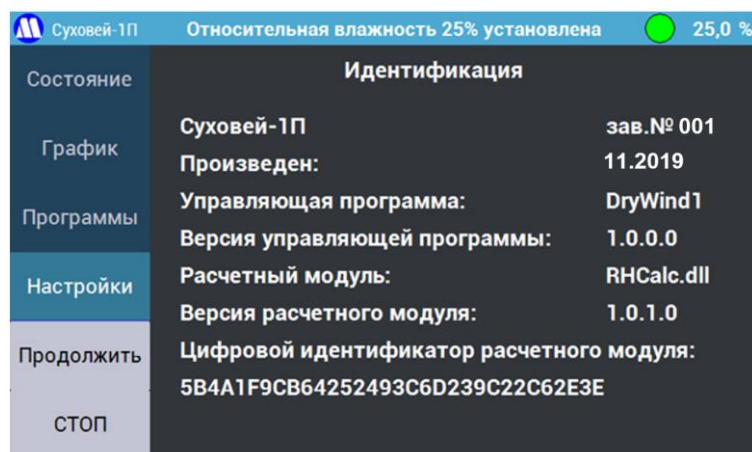 Суховей-1П Относительная влажность 25% установлена 25,0 %
Состояние
График
Программы
Настройки
Продолжить
СТОП
Идентификация
Суховей-1П зав.№ 001
Произведен: 11.2019
Управляющая программа: DryWind1
Версия управляющей программы: 1.0.0.0
Расчетный модуль: RHCalc.dll
Версия расчетного модуля: 1.0.1.0
Цифровой идентификатор расчетного модуля:
5B4A1F9CB64252493C6D239C22C62E3E